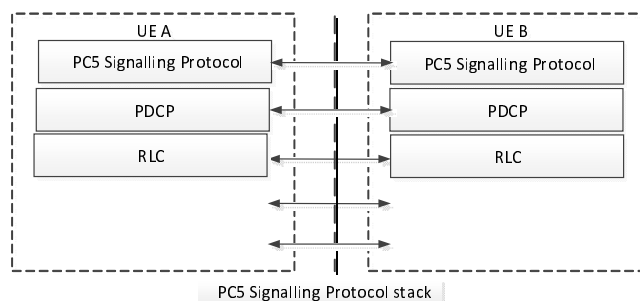 UE A
UE B
PC5 Signalling Protocol
PC5 Signalling Protocol
PDCP
PDCP
RLC
RLC
PC5 Signalling Protocol stack